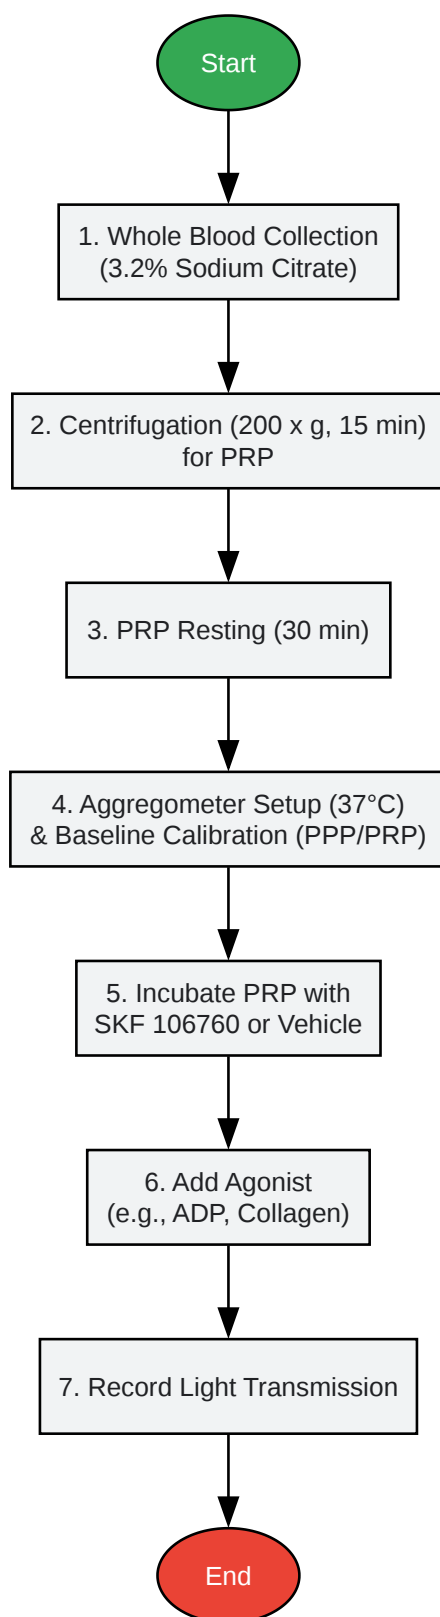 Start
1. Whole Blood Collection
(3.2% Sodium Citrate)
2. Centrifugation (200 x g, 15 min)
for PRP
3. PRP Resting (30 min)
4. Aggregometer Setup (37°C)
& Baseline Calibration (PPP/PRP)
5. Incubate PRP with
SKF 106760 or Vehicle
6. Add Agonist
(e.g., ADP, Collagen)
7. Record Light Transmission
End